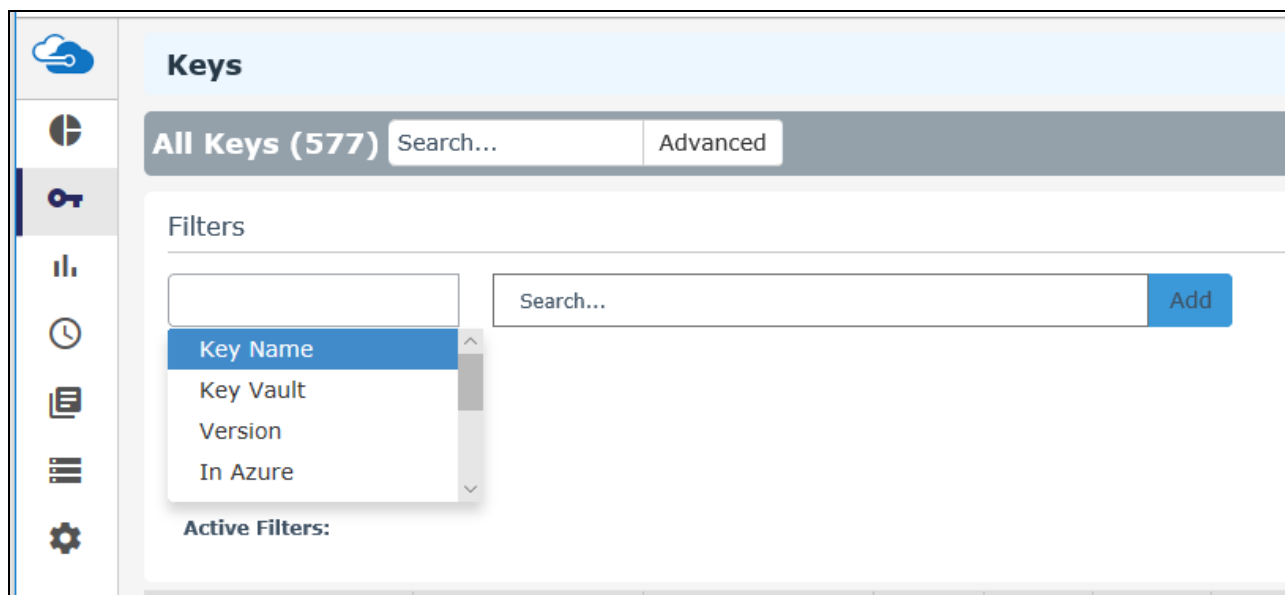 Keys
All Keys (577) Search... Advanced
Filters
Search... Add
Key Name
Key Vault
Version
In Azure
Active Filters: